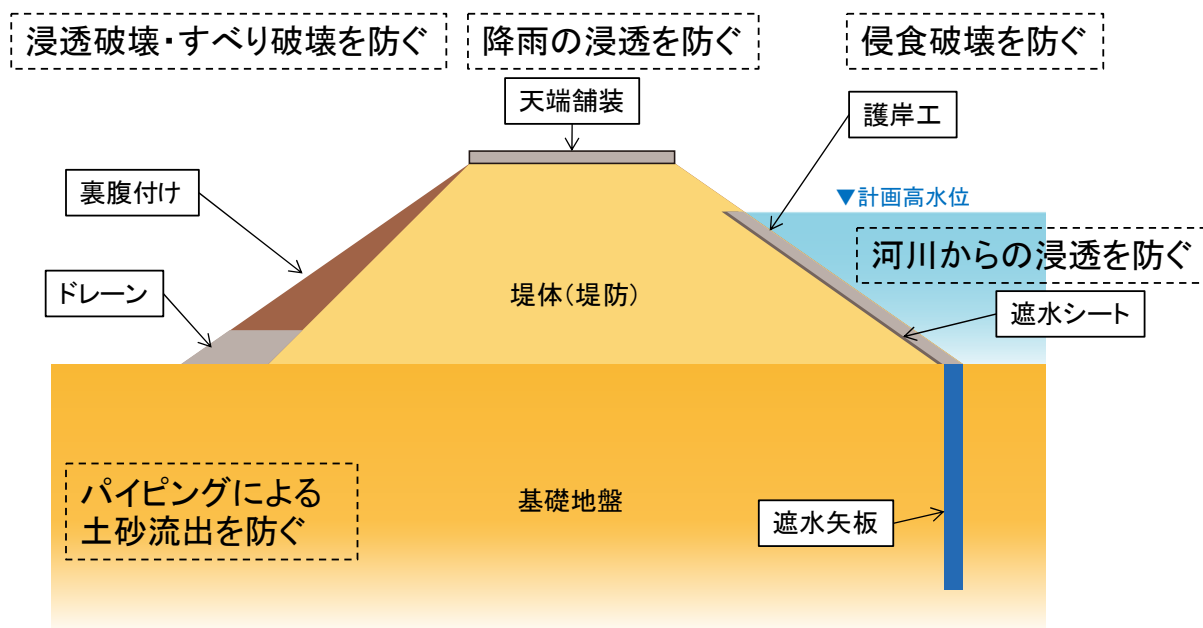 浸透破壊・すべり破壊を防ぐ
降雨の浸透を防ぐ
侵食破壊を防ぐ
天端舗装
護岸工
裏腹付け
▼計画高水位
河川からの浸透を防ぐ
ドレーン
堤体(堤防)
遮水シート
パイピングによる
土砂流出を防ぐ
基礎地盤
遮水矢板